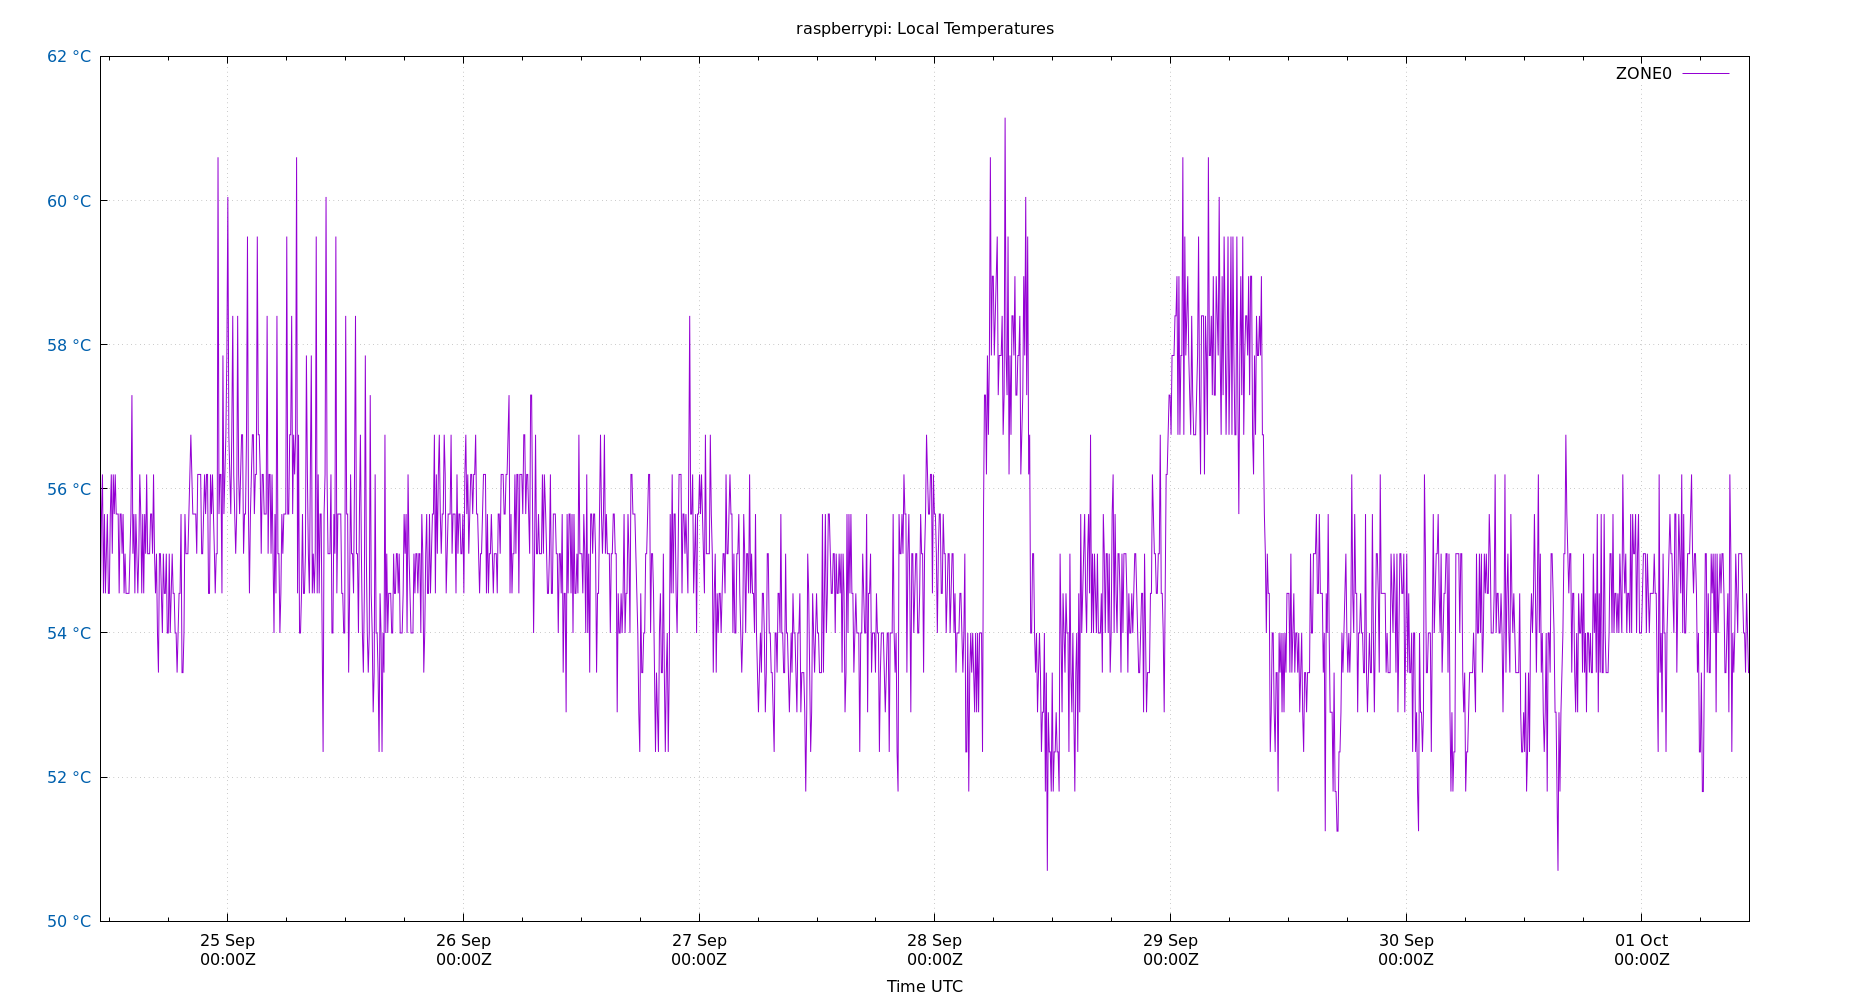 raspberrypi: Local Temperatures
ZONE0
62 °C
60 °C
58 °C
56 °C
54 °C
52 °C
50 °C
25 Sep
00:00Z
26 Sep
00:00Z
27 Sep
00:00Z
28 Sep
00:00Z
29 Sep
00:00Z
30 Sep
00:00Z
01 Oct
00:00Z
Time UTC